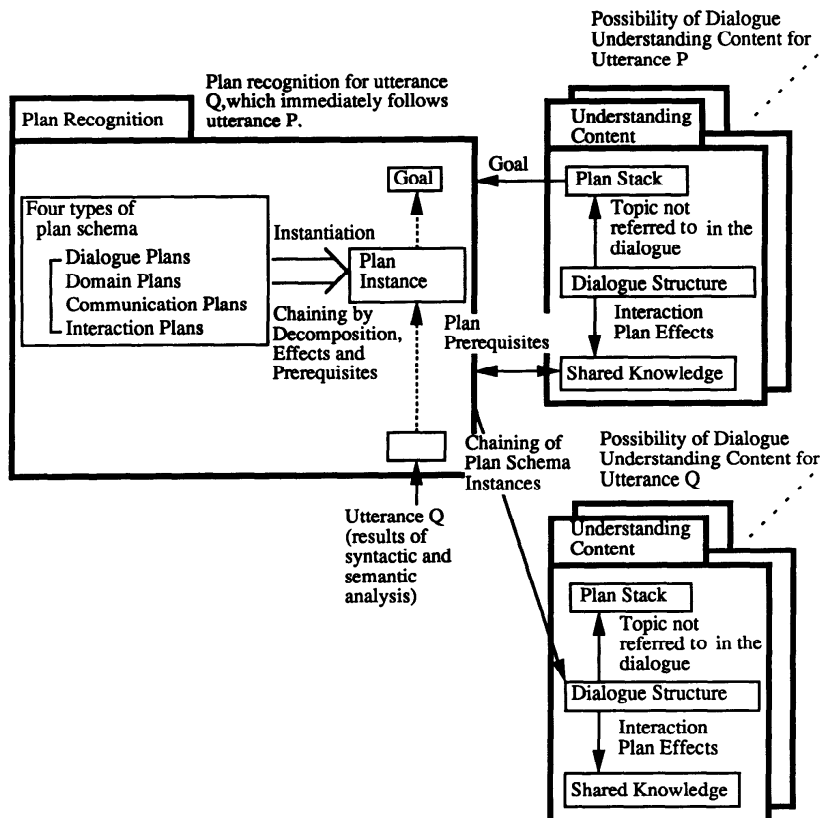 Possibility of Dialogue
Understanding Content for
Utterance P
Plan recognition for utterance
Q,which immediately follows
utterance P.
Plan Recognition
Understanding
Content
Goal
Goal
Plan Stack
Four types of
plan schema
Dialogue Plans
Domain Plans
Communication Plans
Interaction Plans
Instantiation
Plan
Instance
Chaining by
Decomposition,
Effects and
Prerequisites
Topic not
referred to in the
dialogue
Dialogue Structure
Interaction
Plan Effects
Plan
Prerequisites
Shared Knowledge
Chaining of
Plan Schema
Instances
Utterance Q
(results of
syntactic and
semantic
analysis)
Possibility of Dialogue
Understanding Content for
Utterance Q
Understanding
Content
Plan Stack
Topic not
referred to in the
dialogue
Dialogue Structure
Interaction
Plan Effects
Shared Knowledge